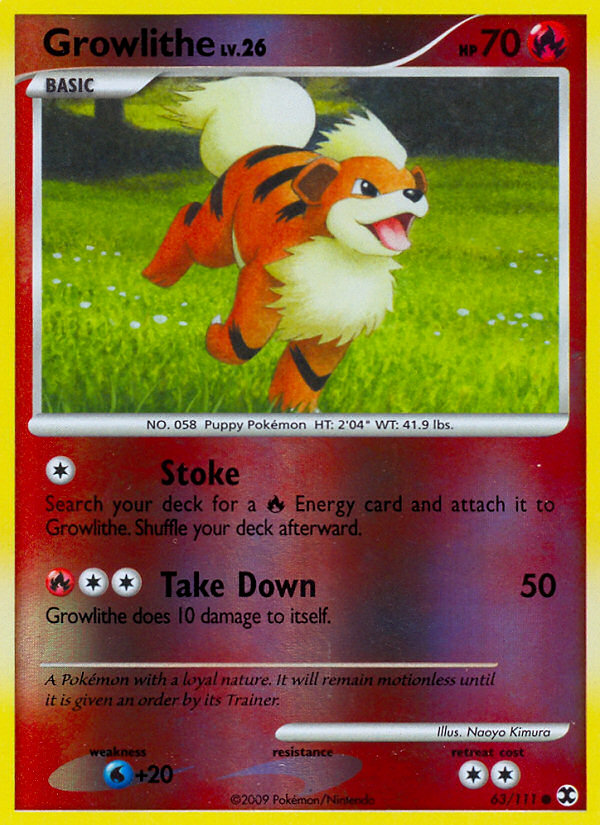 Growlithe LV.26
HP 70
BASIC
NO. 058 Puppy Pokémon HT: 2'04" WT: 41.9 lbs.
Stoke
Search your deck for a Energy card and attach it to
Growlithe. Shuffle your deck afterward.
Take Down 50
Growlithe does 10 damage to itself.
A Pokémon with a loyal nature. It will remain motionless until
it is given an order by its Trainer.
Illus. Naoyo Kimura
weakness resistance retreat cost
+20
©2009 Pokémon/Nintendo 63/111